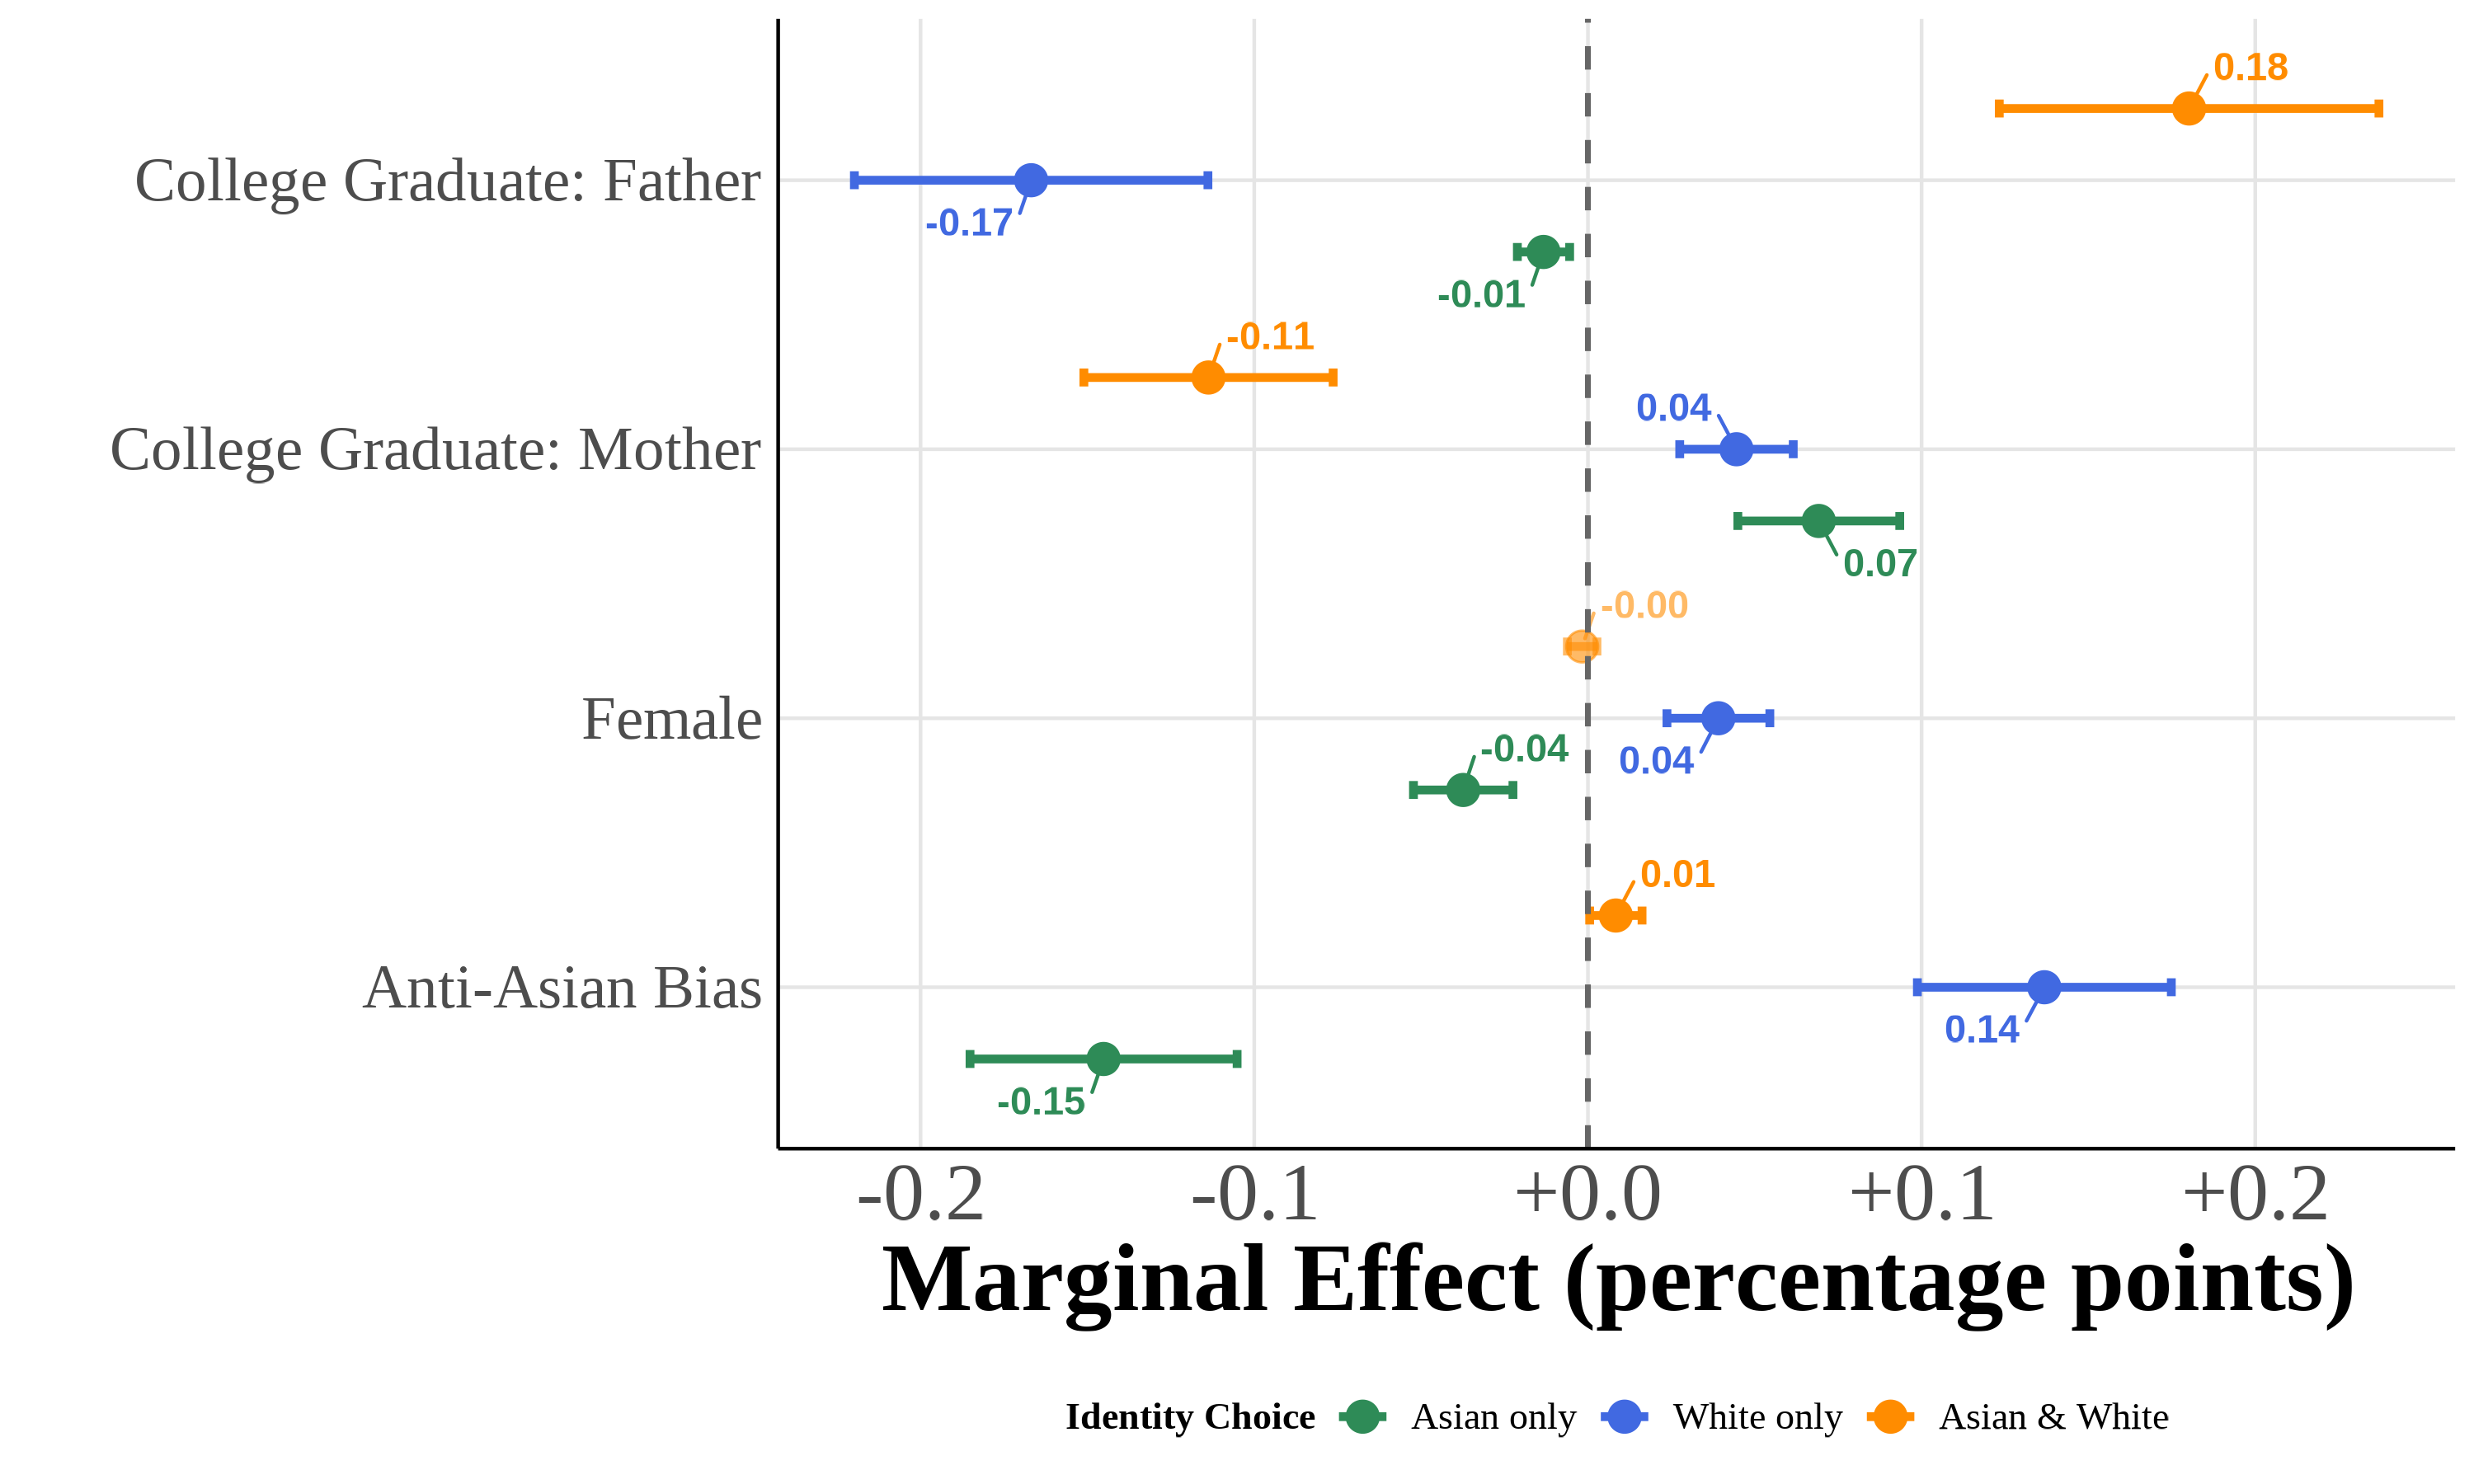 0.18
College Graduate: Father
-0.17
-0.01
-0.11
0.04
College Graduate: Mother
0.07
-0.00
Female
-0.04
0.04
0.01
Anti-Asian Bias
0.14
-0.15
-0.2 -0.1 +0.0 +0.1 +0.2
Marginal Effect (percentage points)
Identity Choice Asian only White only Asian & White